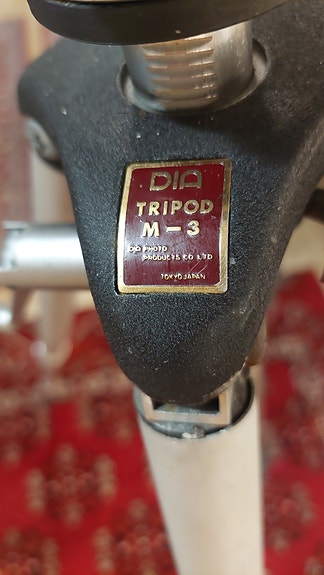 DIA
TRIPOD
M-3
DIA PHOTO
PRODUCTS CO LTD
TOKYO JAPAN